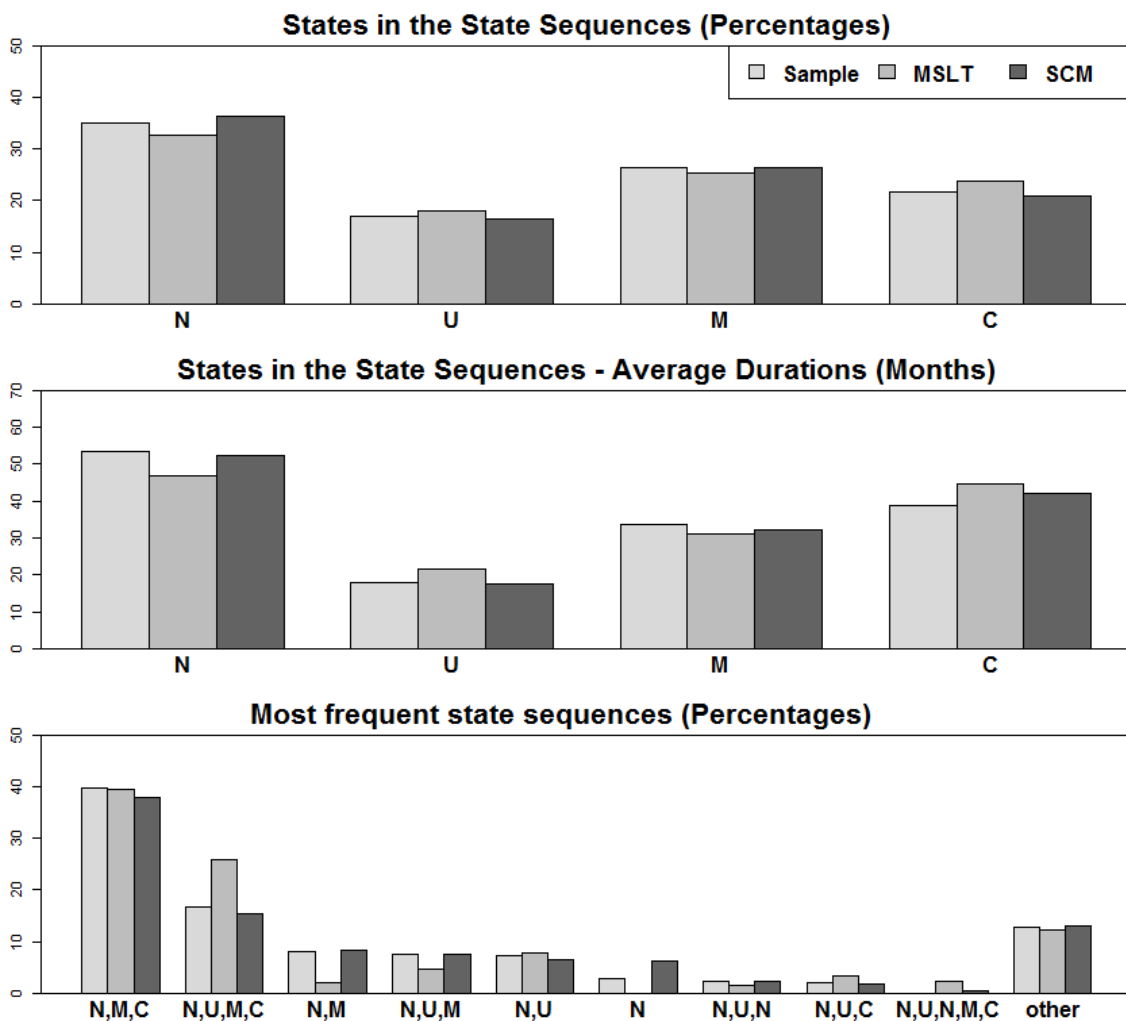 States in the State Sequences (Percentages)
50
40
30
20
10
0
Sample MSLT SCM
N U M C
States in the State Sequences - Average Durations (Months)
70
60
50
40
30
20
10
0
N U M C
Most frequent state sequences (Percentages)
50
40
30
20
10
0
N,M,C N,U,M,C N,M N,U,M N,U N N,U,N N,U,C N,U,N,M,C other